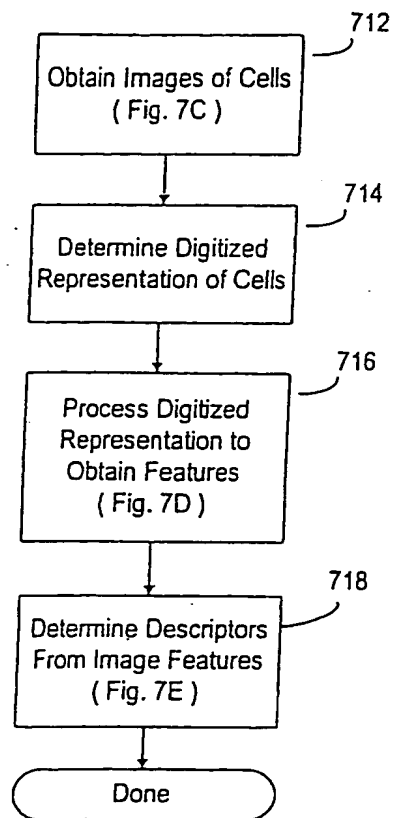 712
Obtain Images of Cells
( Fig. 7C )
714
Determine Digitized
Representation of Cells
716
Process Digitized
Representation to
Obtain Features
( Fig. 7D )
718
Determine Descriptors
From Image Features
( Fig. 7E )
Done